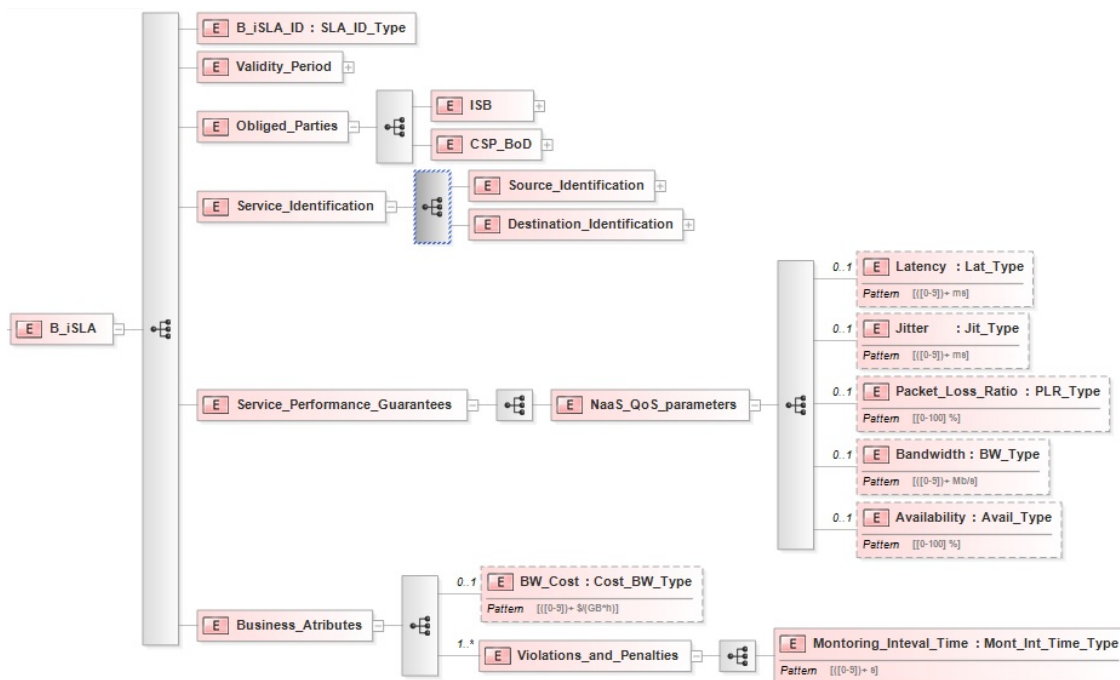 E B_iSLA_ID : SLA_ID_Type
E Validity_Period
E ISB
E Obliged_Parties
E CSP_BoD
E Source_Identification
E Service_Identification
E Destination_Identification
0..1 E Latency : Lat_Type
Pattern [([0-9])+ ms]
E B_iSLA
0..1 E Jitter : Jit_Type
Pattern [([0-9])+ ms]
E Service_Performance_Guarantees
E NaaS_QoS_parameters
0..1 E Packet_Loss_Ratio : PLR_Type
Pattern [[0-100] %]
0..1 E Bandwidth : BW_Type
Pattern [([0-9])+ Mb/s]
0..1 E Availability : Avail_Type
Pattern [[0-100] %]
0..1 E BW_Cost : Cost_BW_Type
Pattern [([0-9])+ $/(GB*h)]
E Business_Atributes
1..* E Violations_and_Penalties
E Montoring_Inteval_Time : Mont_Int_Time_Type
Pattern [([0-9])+ s]